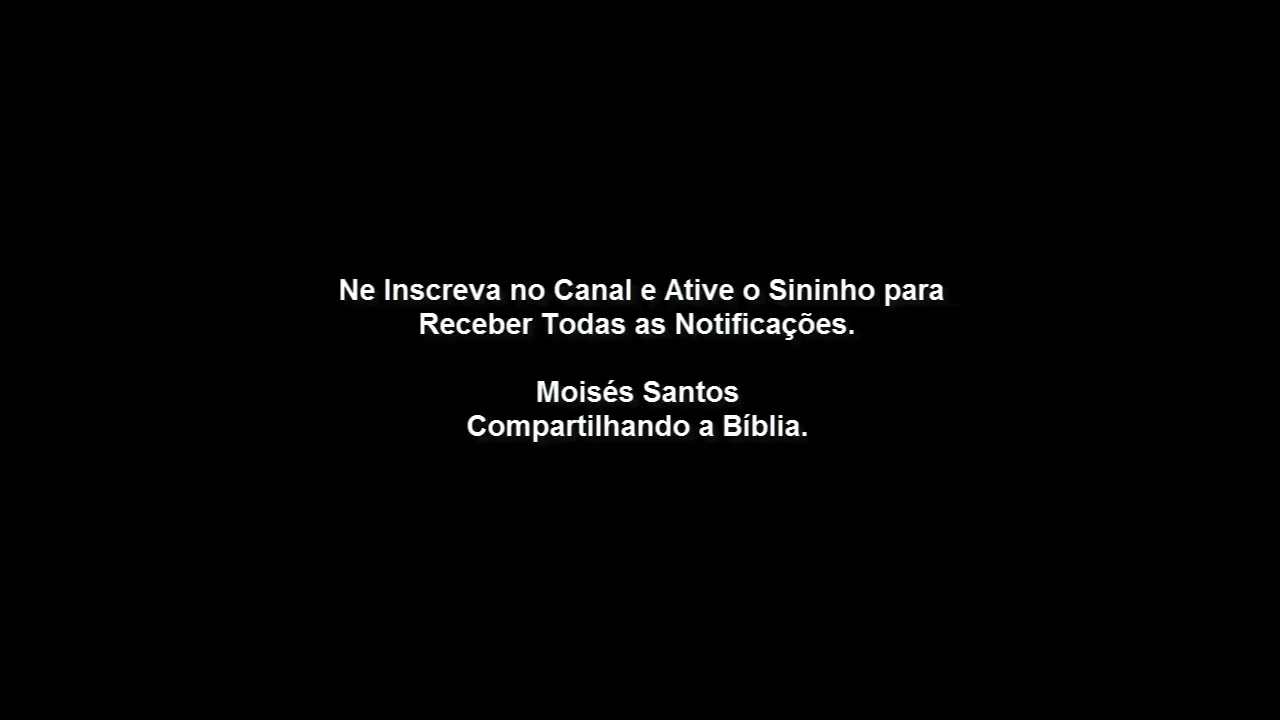 Ne Inscreva no Canal e Ative o Sininho para
Receber Todas as Notificações.
Moisés Santos
Compartilhando a Bíblia.